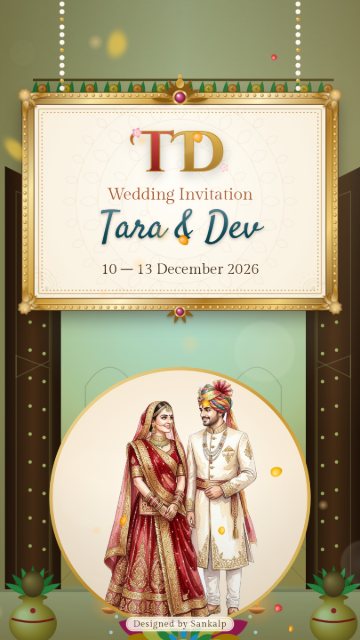 TD
Wedding Invitation
Tara & Dev
10 — 13 December 2026
Designed by Sankalp